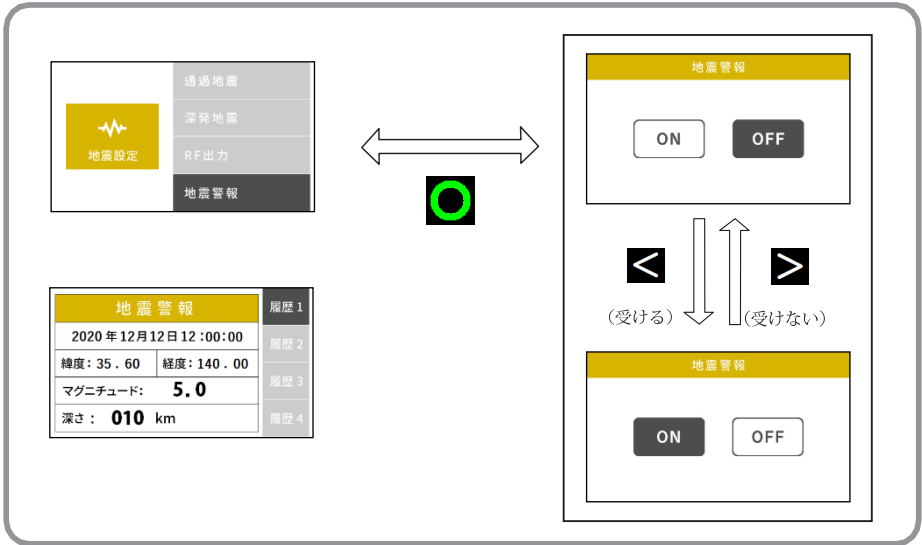 地震設定
通過地震
深発地震
RF出力
地震警報
地震警報
ON OFF
<
(受ける)
>
(受けない)
地震警報
ON OFF
地震警報
2020年12月12日12:00:00
緯度: 35.60 経度: 140.00
マグニチュード: 5.0
深さ: 010 km
履歴1
履歴2
履歴3
履歴4